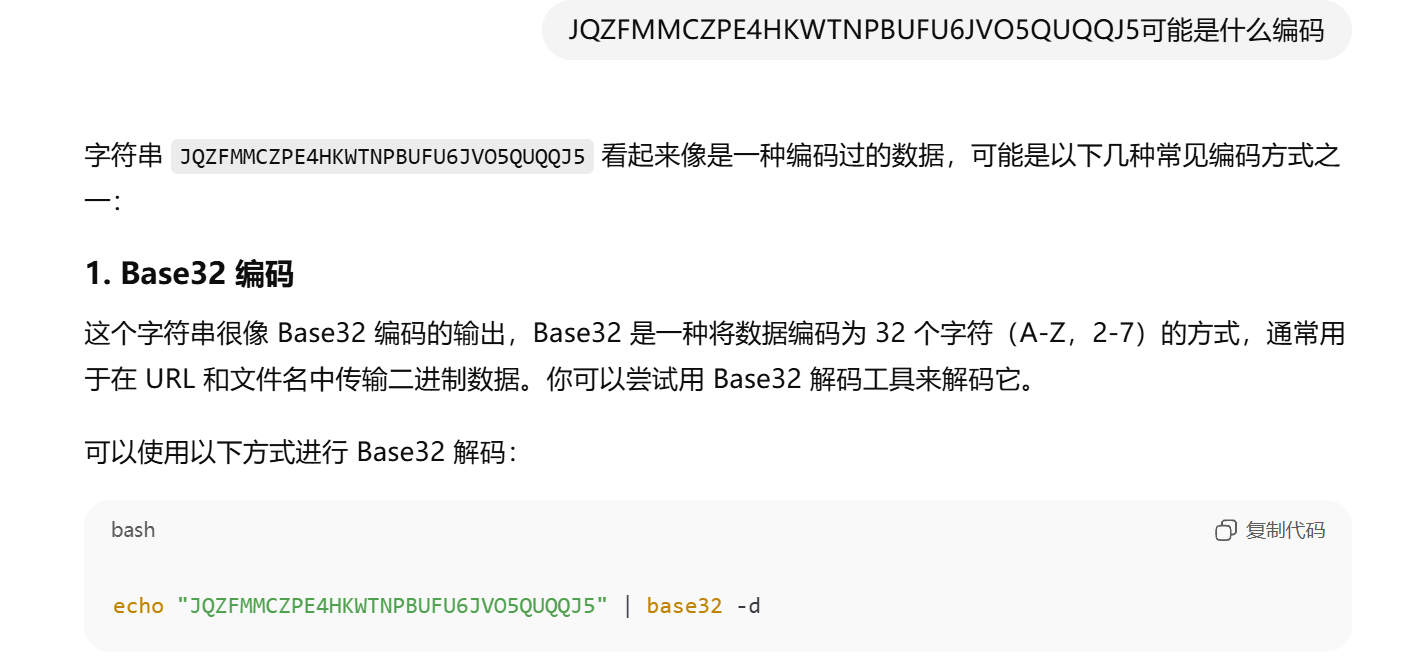 JQZFMMCZPE4HKWTNPBUFU6JVO5QUQQJ5可能是什么编码
字符串 JQZFMMCZPE4HKWTNPBUFU6JVO5QUQQJ5 看起来像是一种编码过的数据，可能是以下几种常见编码方式之
一：
1. Base32 编码
这个字符串很像 Base32 编码的输出，Base32 是一种将数据编码为 32 个字符（A-Z，2-7）的方式，通常用
于在 URL 和文件名中传输二进制数据。你可以尝试用 Base32 解码工具来解码它。
可以使用以下方式进行 Base32 解码：
bash 复制代码
echo "JQZFMMCZPE4HKWTNPBUFU6JVO5QUQQJ5" | base32 -d